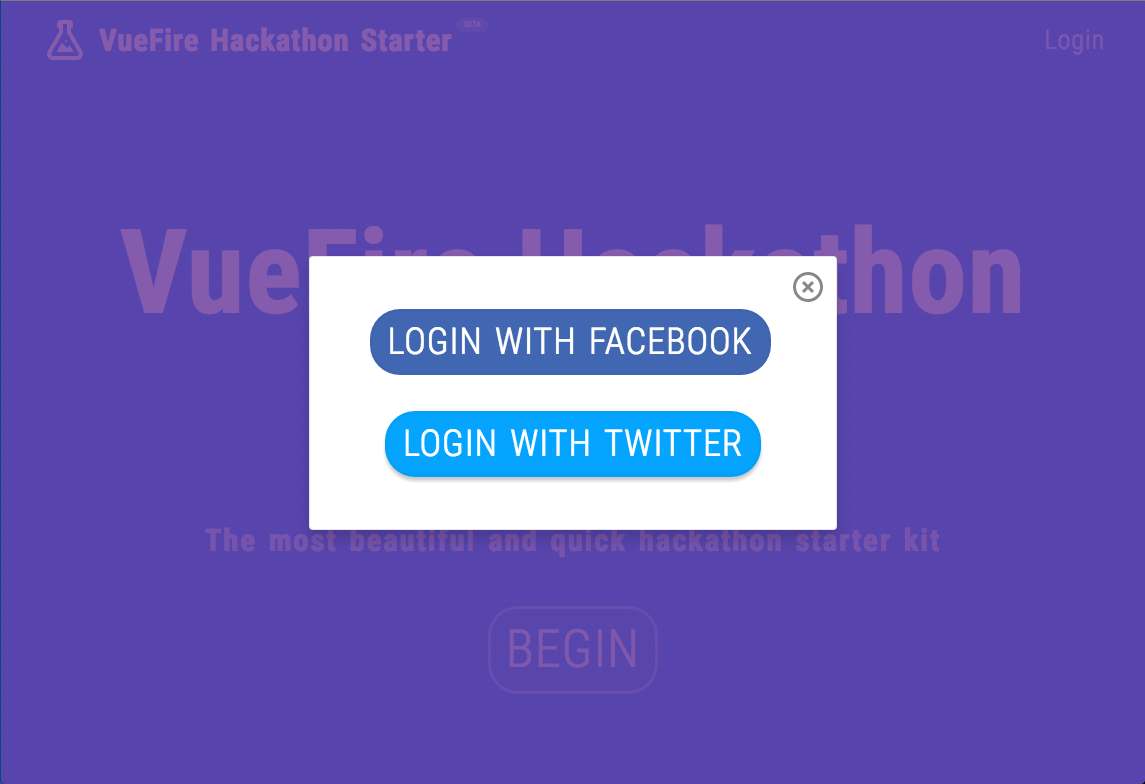 VueFire Hackathon Starter BETA
Login
VueFire Hackathon
LOGIN WITH FACEBOOK
LOGIN WITH TWITTER
The most beautiful and quick hackathon starter kit
BEGIN